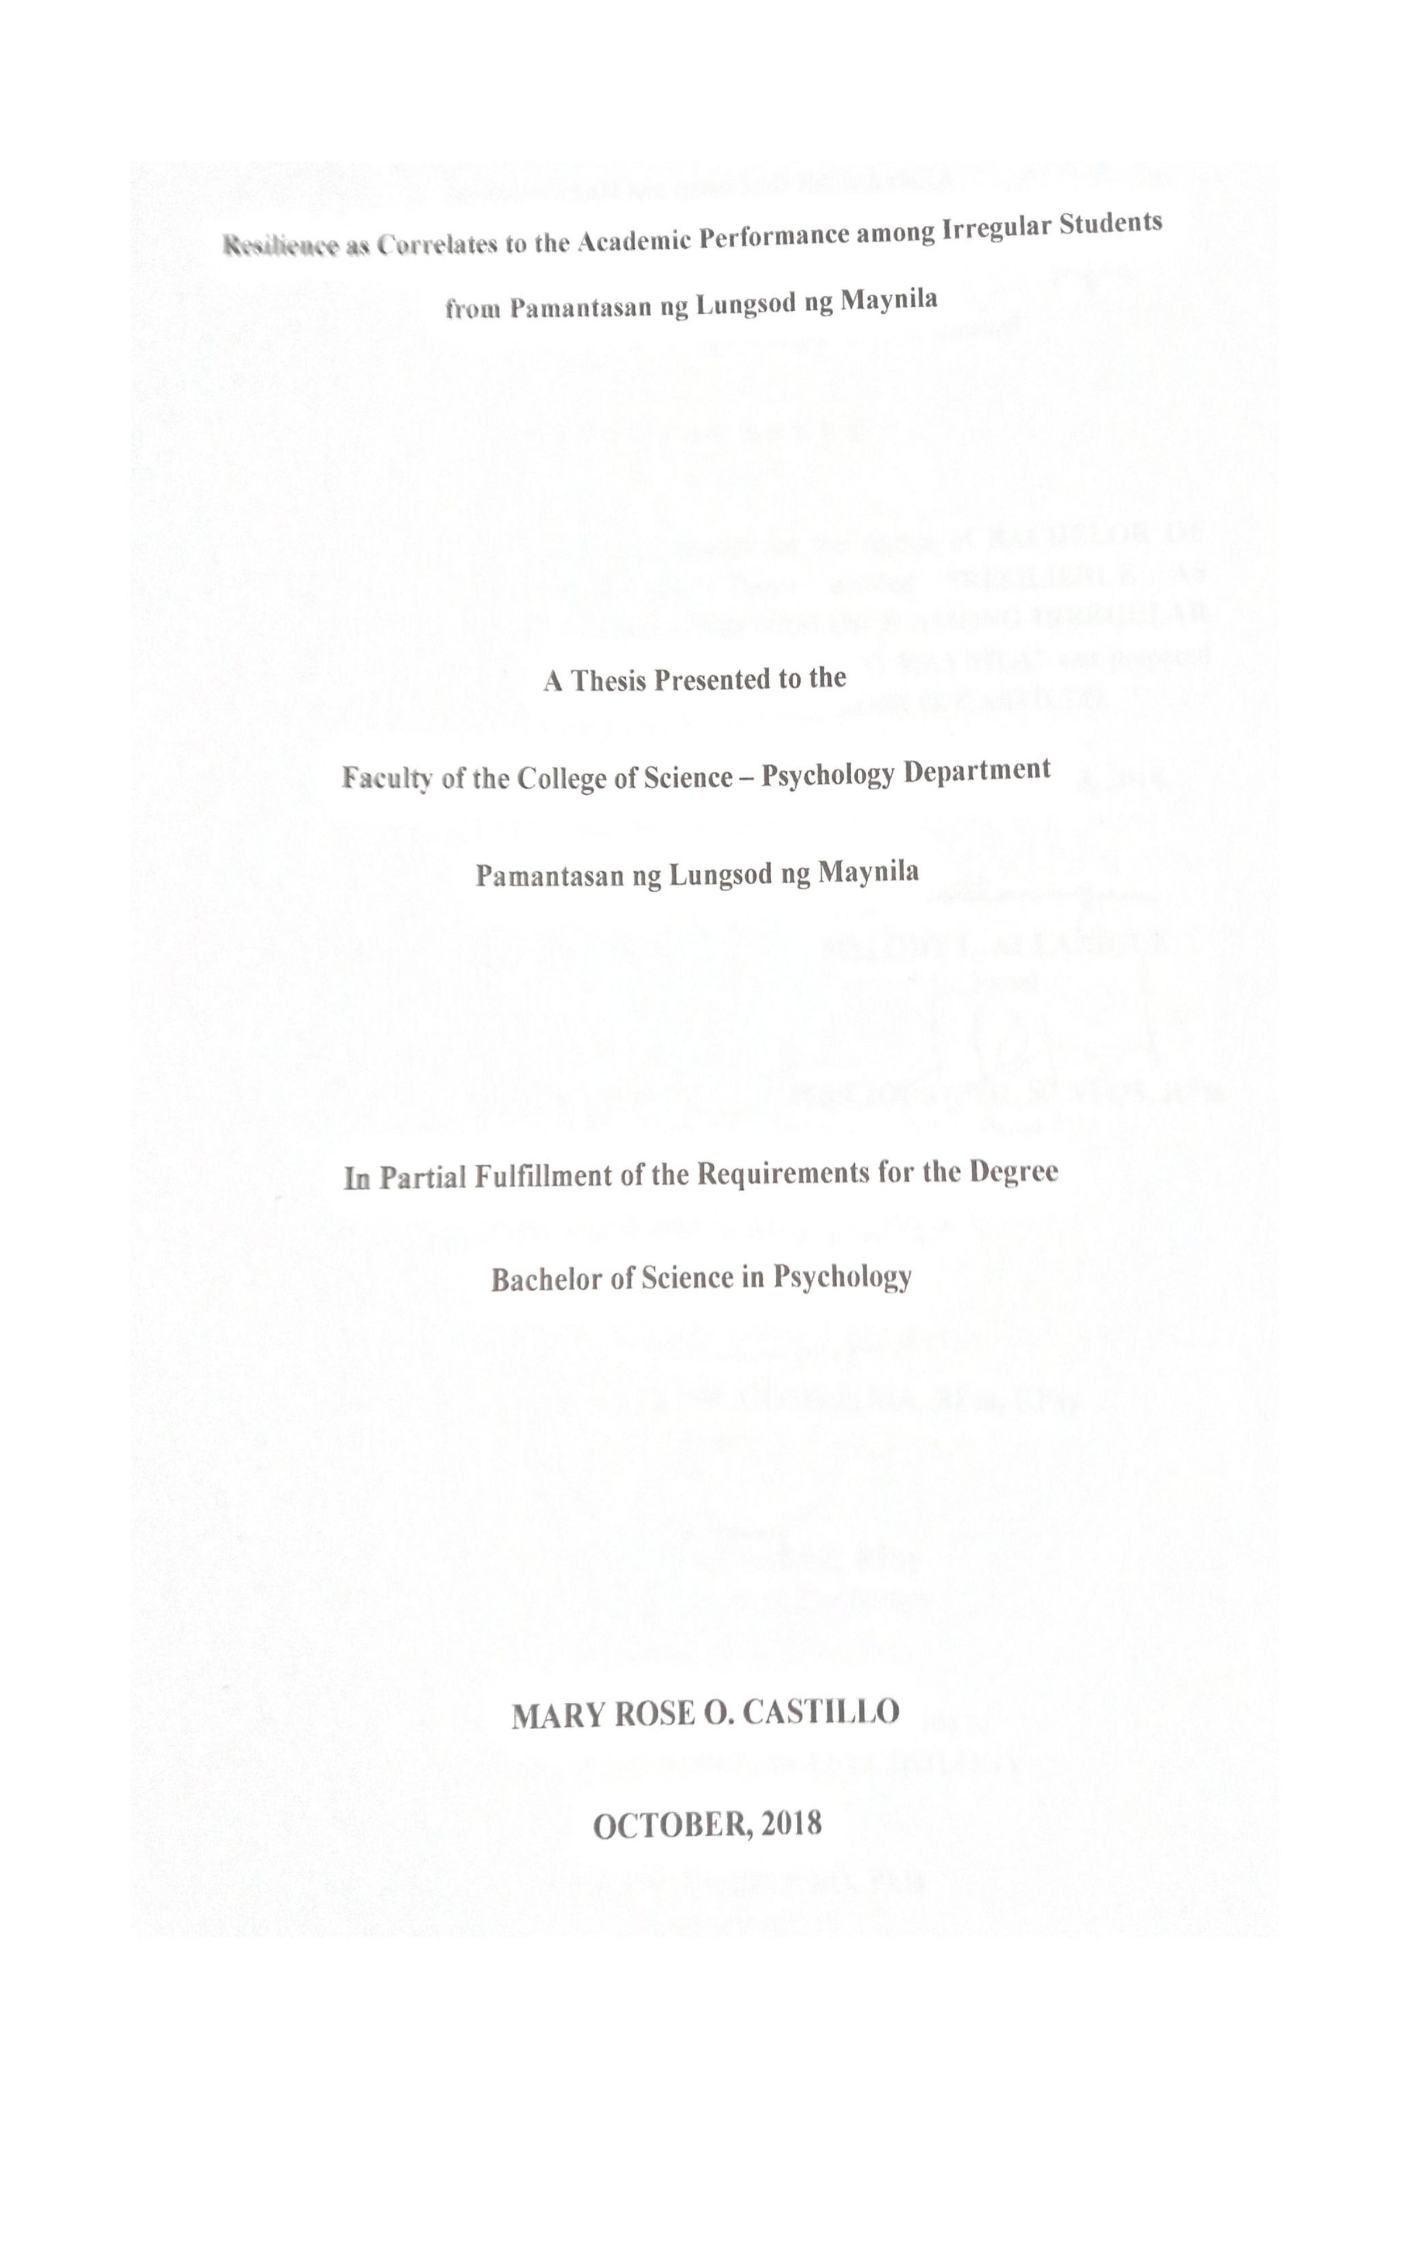 Resilience as Correlates to the Academic Performance among Irregular Students
from Pamantasan ng Lungsod ng Maynila
A Thesis Presented to the
Faculty of the College of Science – Psychology Department
Pamantasan ng Lungsod ng Maynila
In Partial Fulfillment of the Requirements for the Degree
Bachelor of Science in Psychology
MARY ROSE O. CASTILLO
OCTOBER, 2018